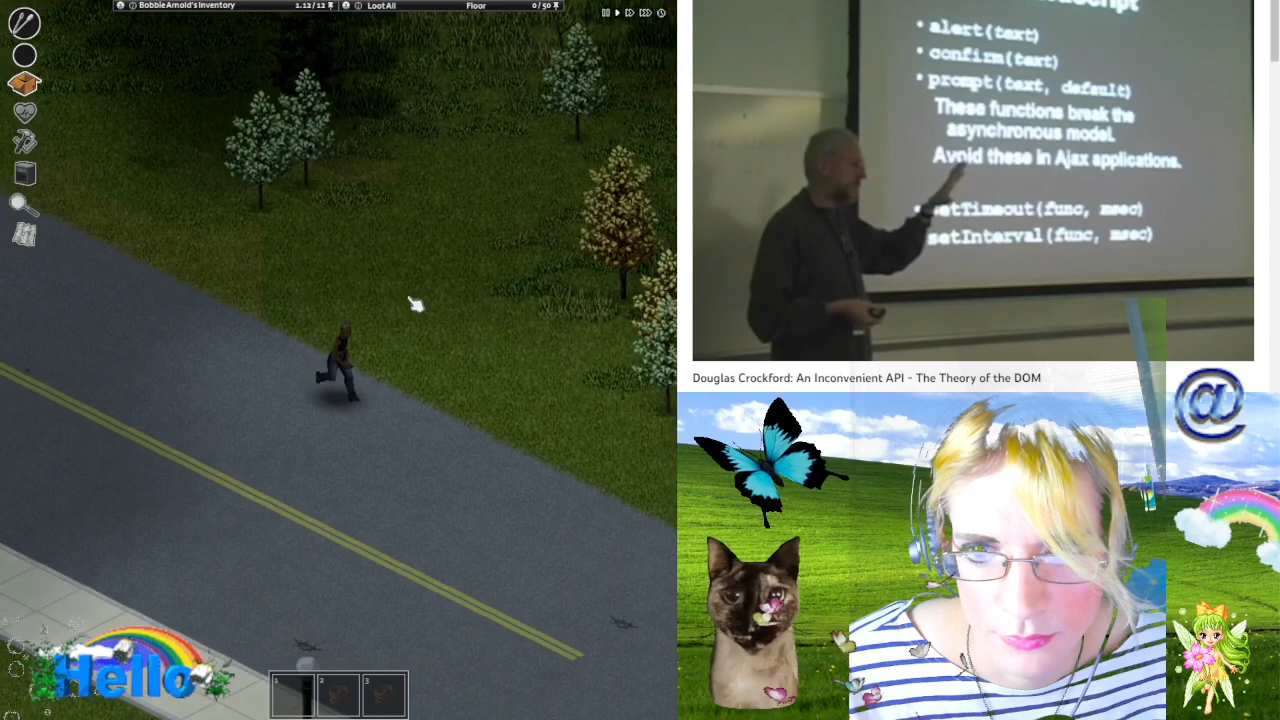 BobbieArnold's Inventory
1.12 / 12
Loot All
Floor
0 / 50
• alert(text)
• confirm(text)
• prompt(text, default)
These functions break the
asynchronous model.
Avoid these in Ajax applications.
setTimeout(func, msec)
setInterval(func, msec)
Douglas Crockford: An Inconvenient API - The Theory of the DOM
@
Hello
1
2
3